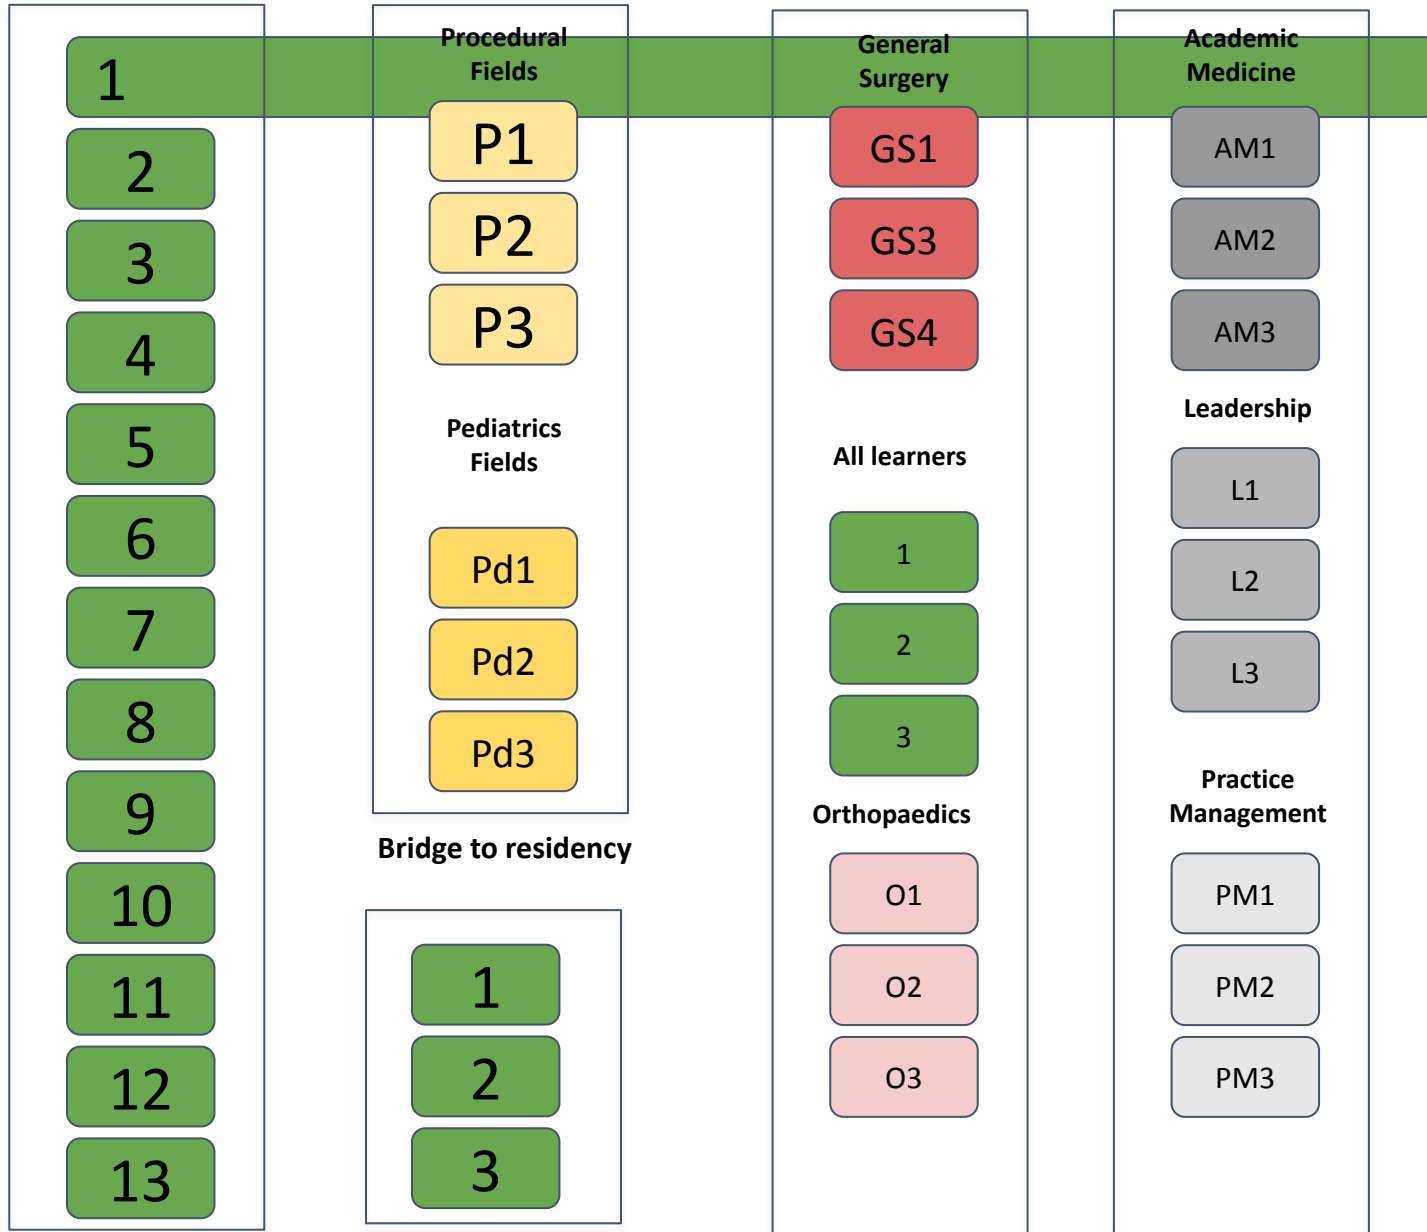 1
2
3
4
5
6
7
8
9
10
11
12
13
Procedural
Fields
P1
P2
P3
Pediatrics
Fields
Pd1
Pd2
Pd3
Bridge to residency
1
2
3
General
Surgery
GS1
GS3
GS4
All learners
1
2
3
Orthopaedics
O1
O2
O3
Academic
Medicine
AM1
AM2
AM3
Leadership
L1
L2
L3
Practice
Management
PM1
PM2
PM3